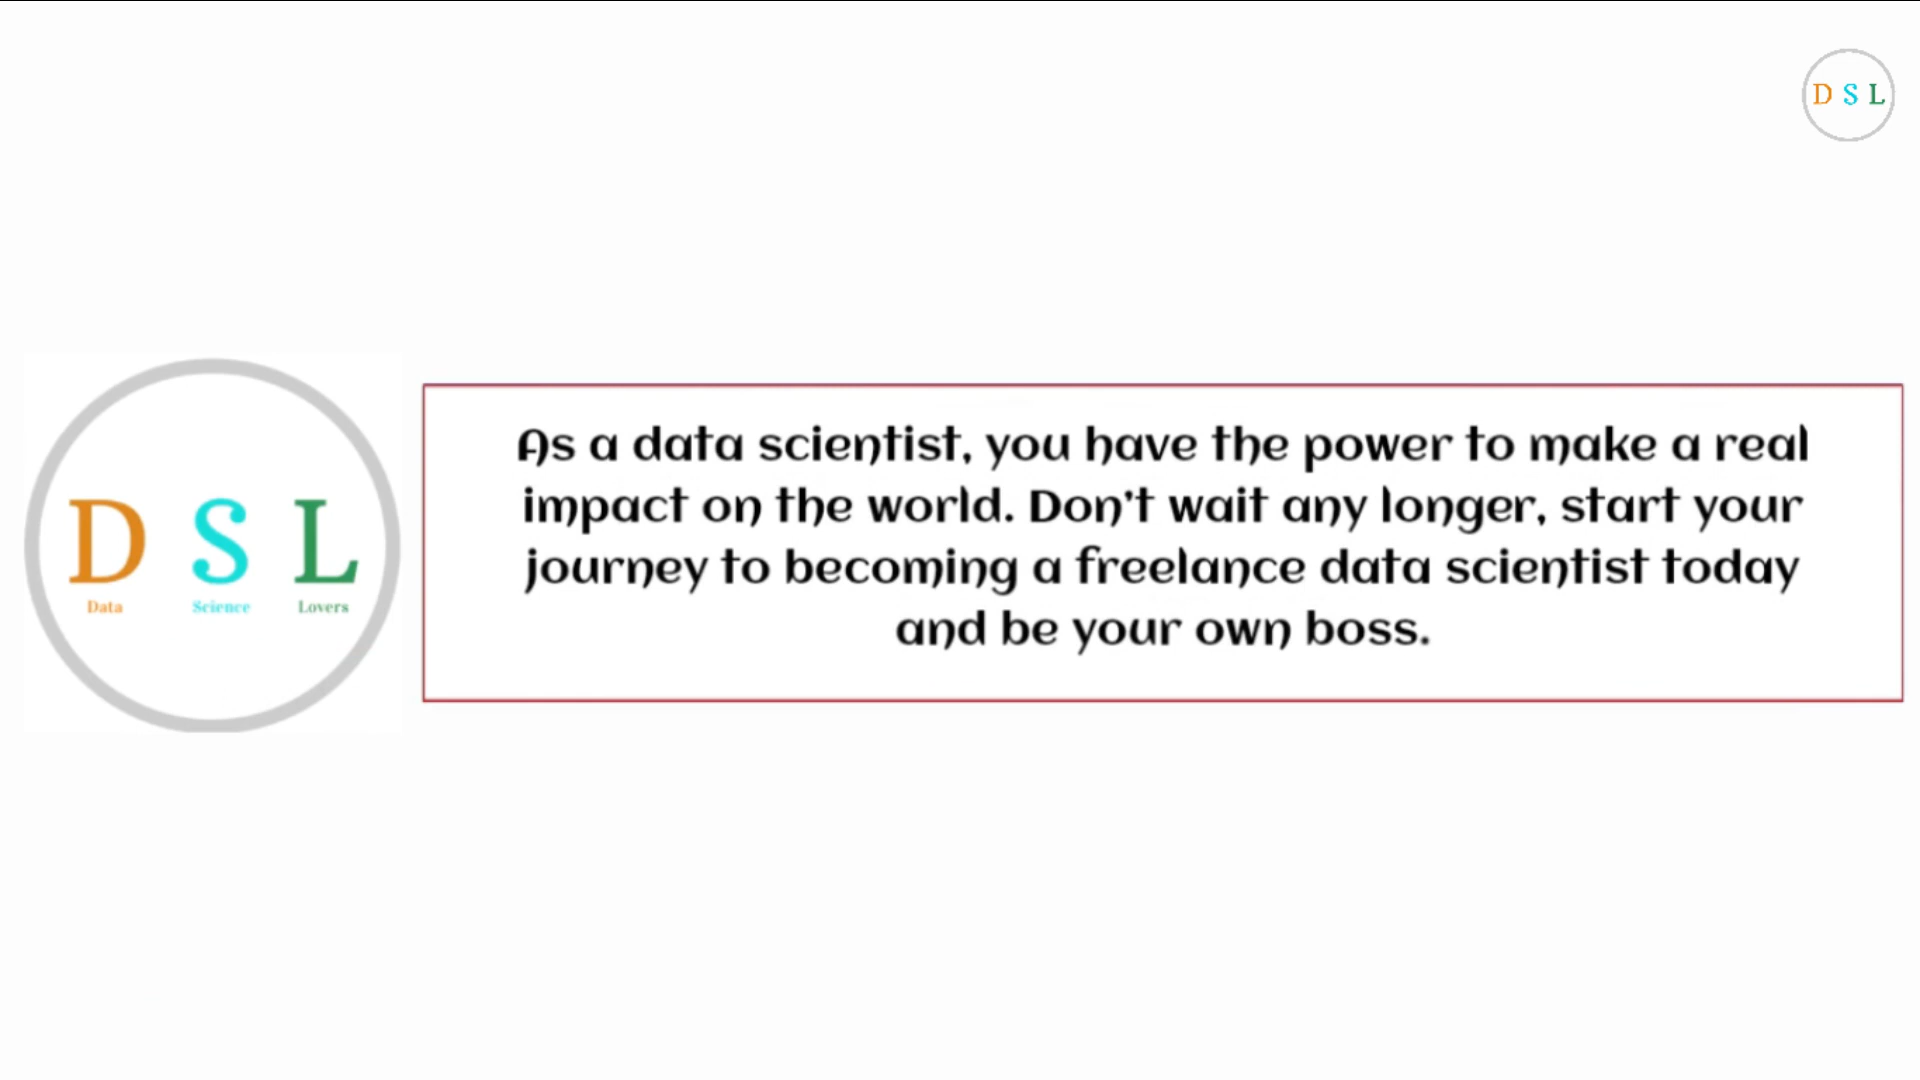 D S L
D S L
Data Science Lovers
As a data scientist, you have the power to make a real
impact on the world. Don't wait any longer, start your
journey to becoming a freelance data scientist today
and be your own boss.